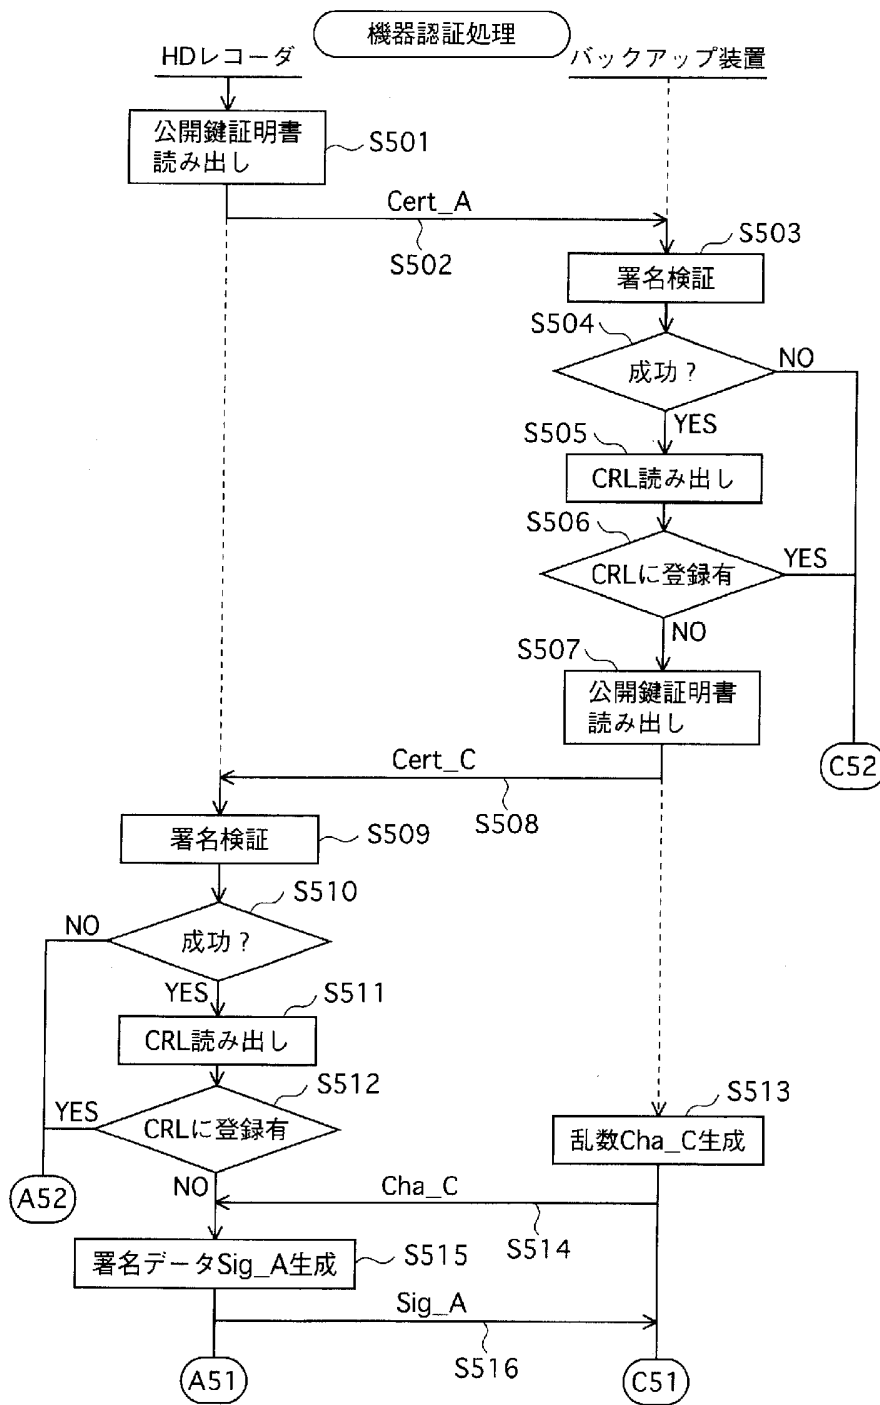 機器認証処理
HDレコーダ
バックアップ装置
公開鍵証明書
読み出し
S501
Cert_A
S502
S503
署名検証
S504
成功？
NO
YES
S505
CRL読み出し
S506
CRLに登録有
YES
NO
S507
公開鍵証明書
読み出し
C52
Cert_C
S508
署名検証
S509
S510
NO
成功？
YES
S511
CRL読み出し
S512
YES
CRLに登録有
NO
A52
S513
乱数Cha_C生成
Cha_C
S514
署名データSig_A生成
S515
Sig_A
S516
A51
C51